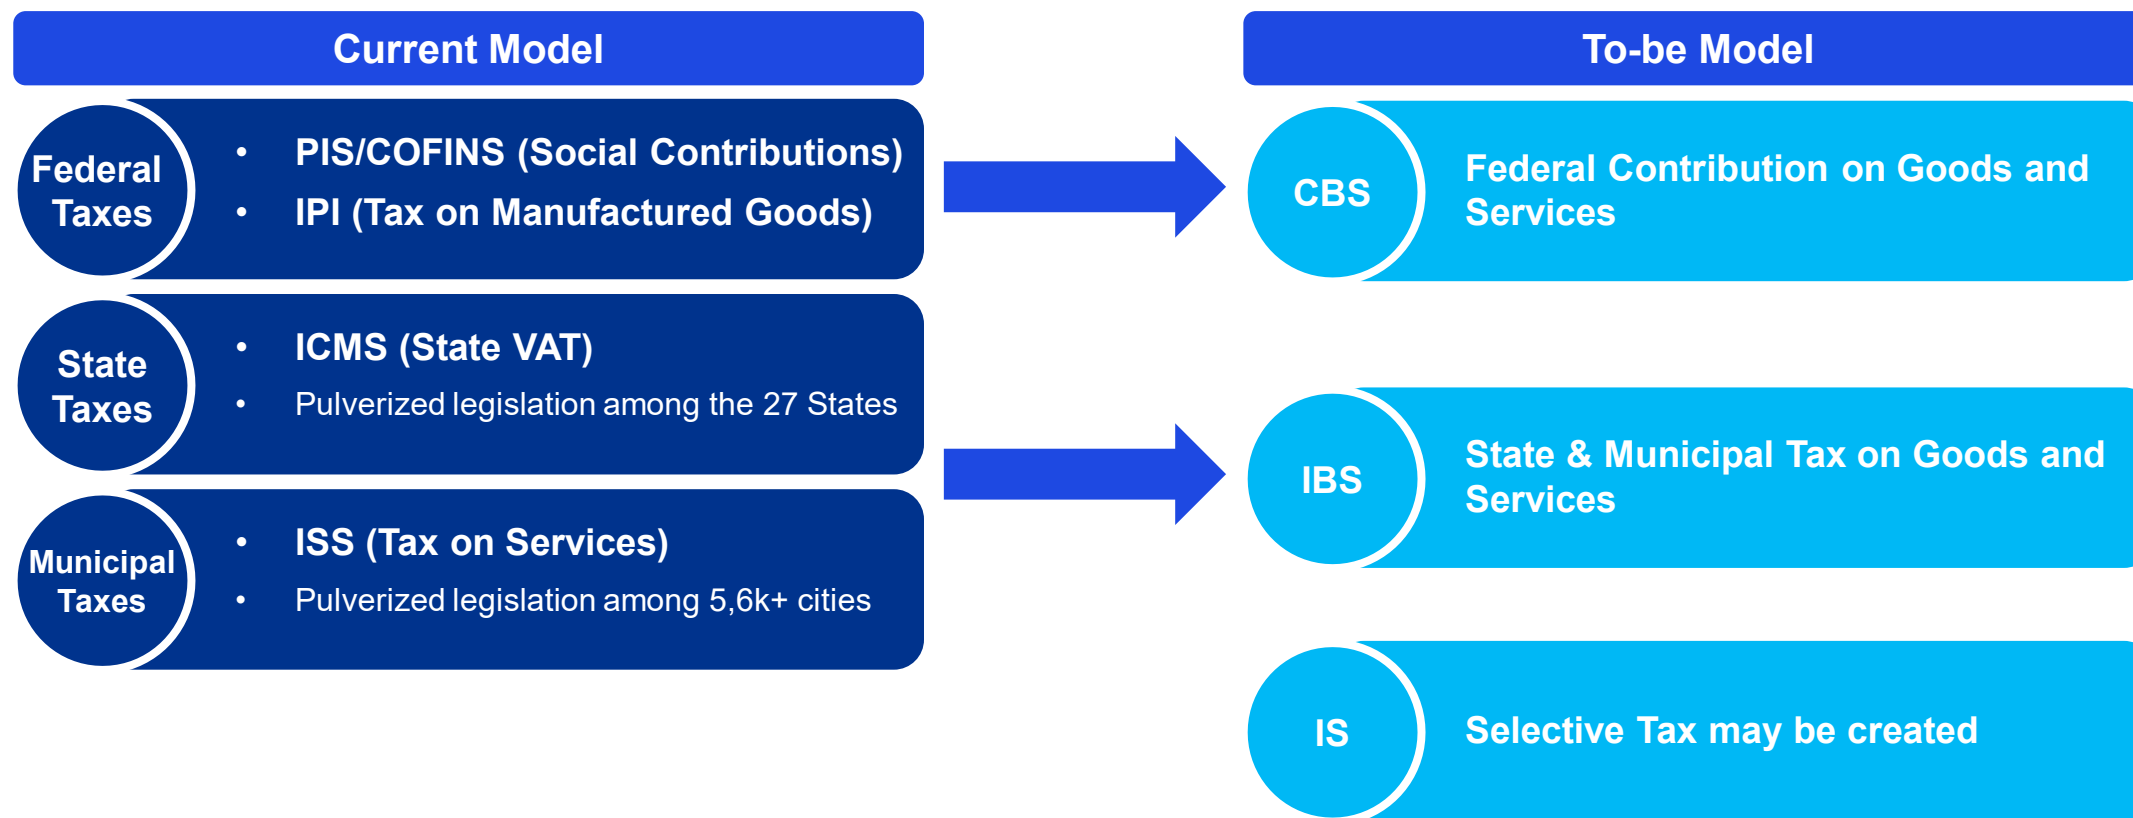 Current Model
Federal
Taxes
• PIS/COFINS (Social Contributions)
• IPI (Tax on Manufactured Goods)
State
Taxes
• ICMS (State VAT)
• Pulverized legislation among the 27 States
Municipal
Taxes
• ISS (Tax on Services)
• Pulverized legislation among 5,6k+ cities
To-be Model
CBS
Federal Contribution on Goods and
Services
IBS
State & Municipal Tax on Goods and
Services
IS
Selective Tax may be created